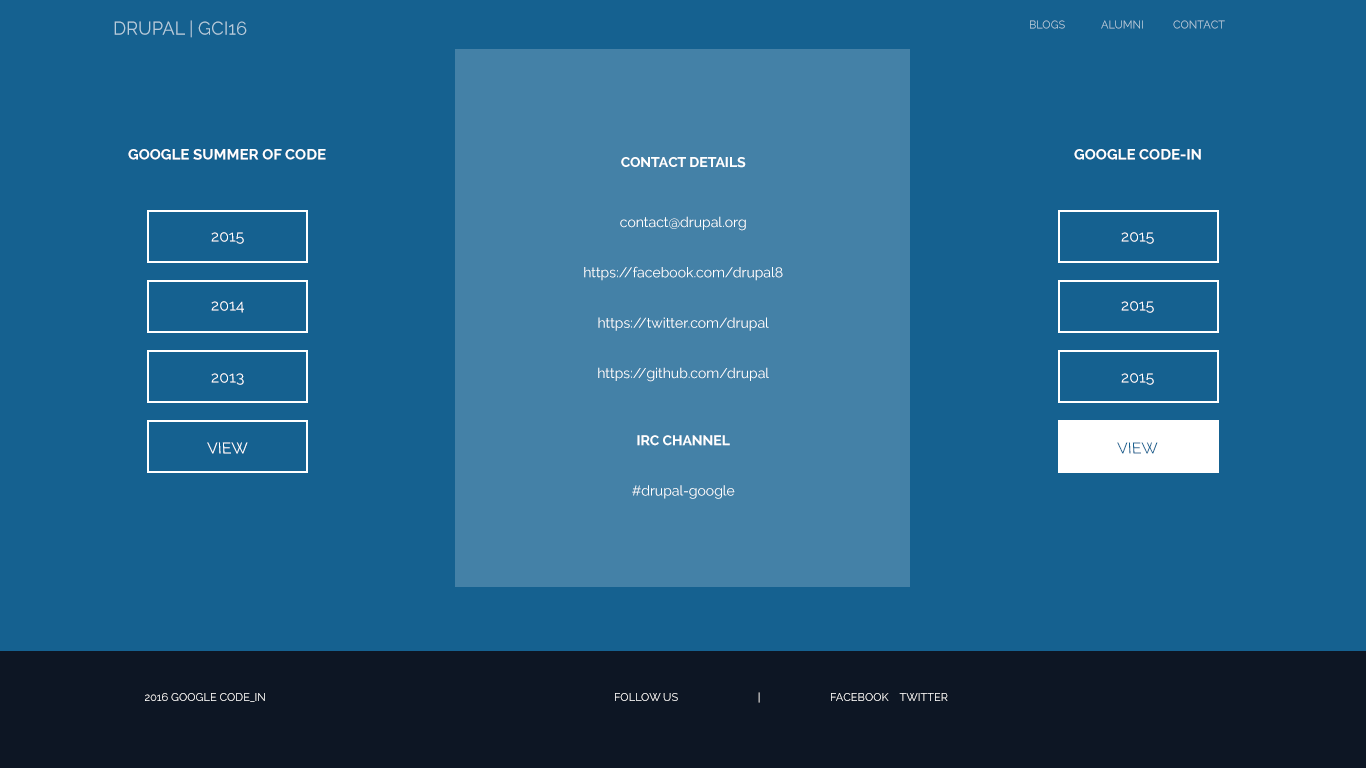 DRUPAL | GCI16
BLOGS ALUMNI CONTACT
GOOGLE SUMMER OF CODE
2015
2014
2013
VIEW
CONTACT DETAILS
contact@drupal.org
https://facebook.com/drupal8
https://twitter.com/drupal
https://github.com/drupal
IRC CHANNEL
#drupal-google
GOOGLE CODE-IN
2015
2015
2015
VIEW
2016 GOOGLE CODE_IN
FOLLOW US | FACEBOOK TWITTER